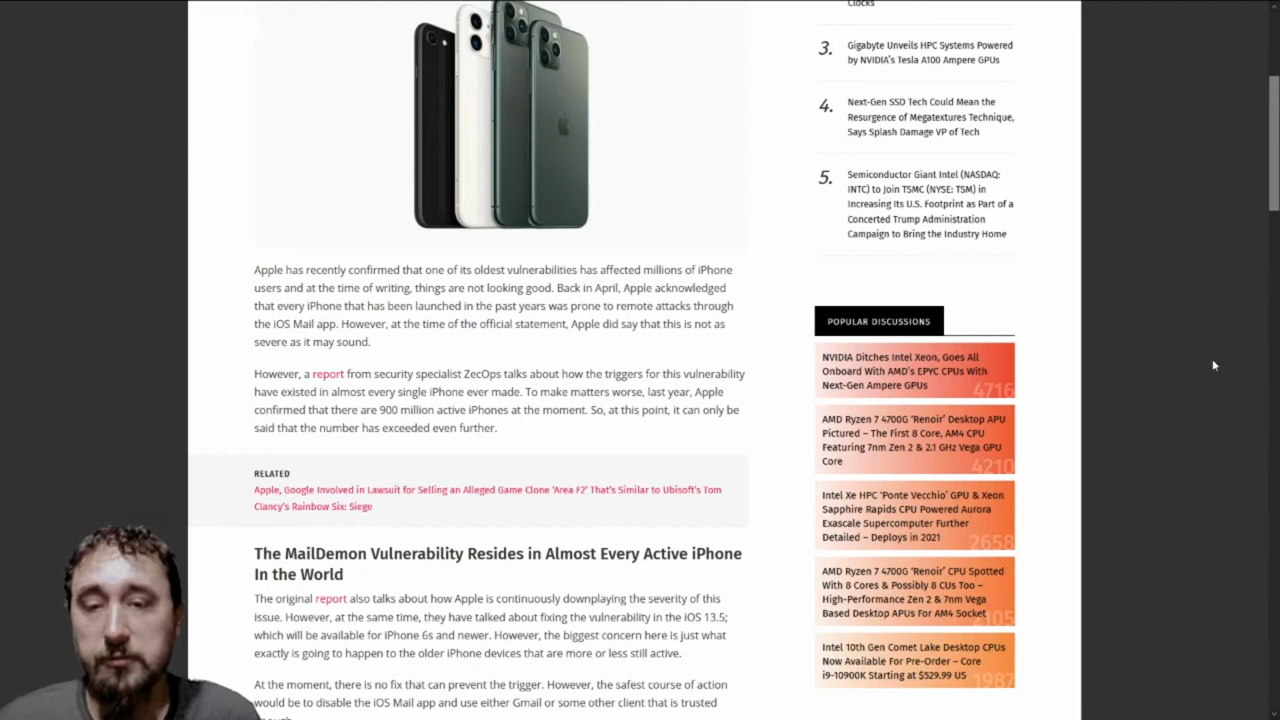 Apple has recently confirmed that one of its oldest vulnerabilities has affected millions of iPhone
users and at the time of writing, things are not looking good. Back in April, Apple acknowledged
that every iPhone that has been launched in the past years was prone to remote attacks through
the iOS Mail app. However, at the time of the official statement, Apple did say that this is not as
severe as it may sound.
However, a report from security specialist ZecOps talks about how the triggers for this vulnerability
have existed in almost every single iPhone ever made. To make matters worse, last year, Apple
confirmed that there are 900 million active iPhones at the moment. So, at this point, it can only be
said that the number has exceeded even further.
RELATED
Apple, Google Involved in Lawsuit for Selling an Alleged Game Clone 'Area F2' That's Similar to Ubisoft's Tom
Clancy's Rainbow Six: Siege
The MailDemon Vulnerability Resides in Almost Every Active iPhone
In the World
The original report also talks about how Apple is continuously downplaying the severity of this
issue. However, at the same time, they have talked about fixing the vulnerability in the iOS 13.5;
which will be available for iPhone 6s and newer. However, the biggest concern here is just what
exactly is going to happen to the older iPhone devices that are more or less still active.
At the moment, there is no fix that can prevent the trigger. However, the safest course of action
would be to disable the iOS Mail app and use either Gmail or some other client that is trusted
Clocks
3.
Gigabyte Unveils HPC Systems Powered
by NVIDIA's Tesla A100 Ampere GPUs
4.
Next-Gen SSD Tech Could Mean the
Resurgence of Megatextures Technique,
Says Splash Damage VP of Tech
5.
Semiconductor Giant Intel (NASDAQ:
INTC) to Join TSMC (NYSE: TSM) in
Increasing Its U.S. Footprint as Part of a
Concerted Trump Administration
Campaign to Bring the Industry Home
POPULAR DISCUSSIONS
NVIDIA Ditches Intel Xeon, Goes All
Onboard With AMD's EPYC CPUs With
Next-Gen Ampere GPUs
4716
AMD Ryzen 7 4700G 'Renoir' Desktop APU
Pictured – The First 8 Core, AM4 CPU
Featuring 7nm Zen 2 & 2.1 GHz Vega GPU
Core
4210
Intel Xe HPC 'Ponte Vecchio' GPU & Xeon
Sapphire Rapids CPU Powered Aurora
Exascale Supercomputer Further
Detailed – Deploys in 2021
2658
AMD Ryzen 7 4700G 'Renoir' CPU Spotted
With 8 Cores & Possibly 8 CUs Too –
High-Performance Zen 2 & 7nm Vega
Based Desktop APUs For AM4 Socket
2105
Intel 10th Gen Comet Lake Desktop CPUs
Now Available For Pre-Order – Core
i9-10900K Starting at $529.99 US
1987